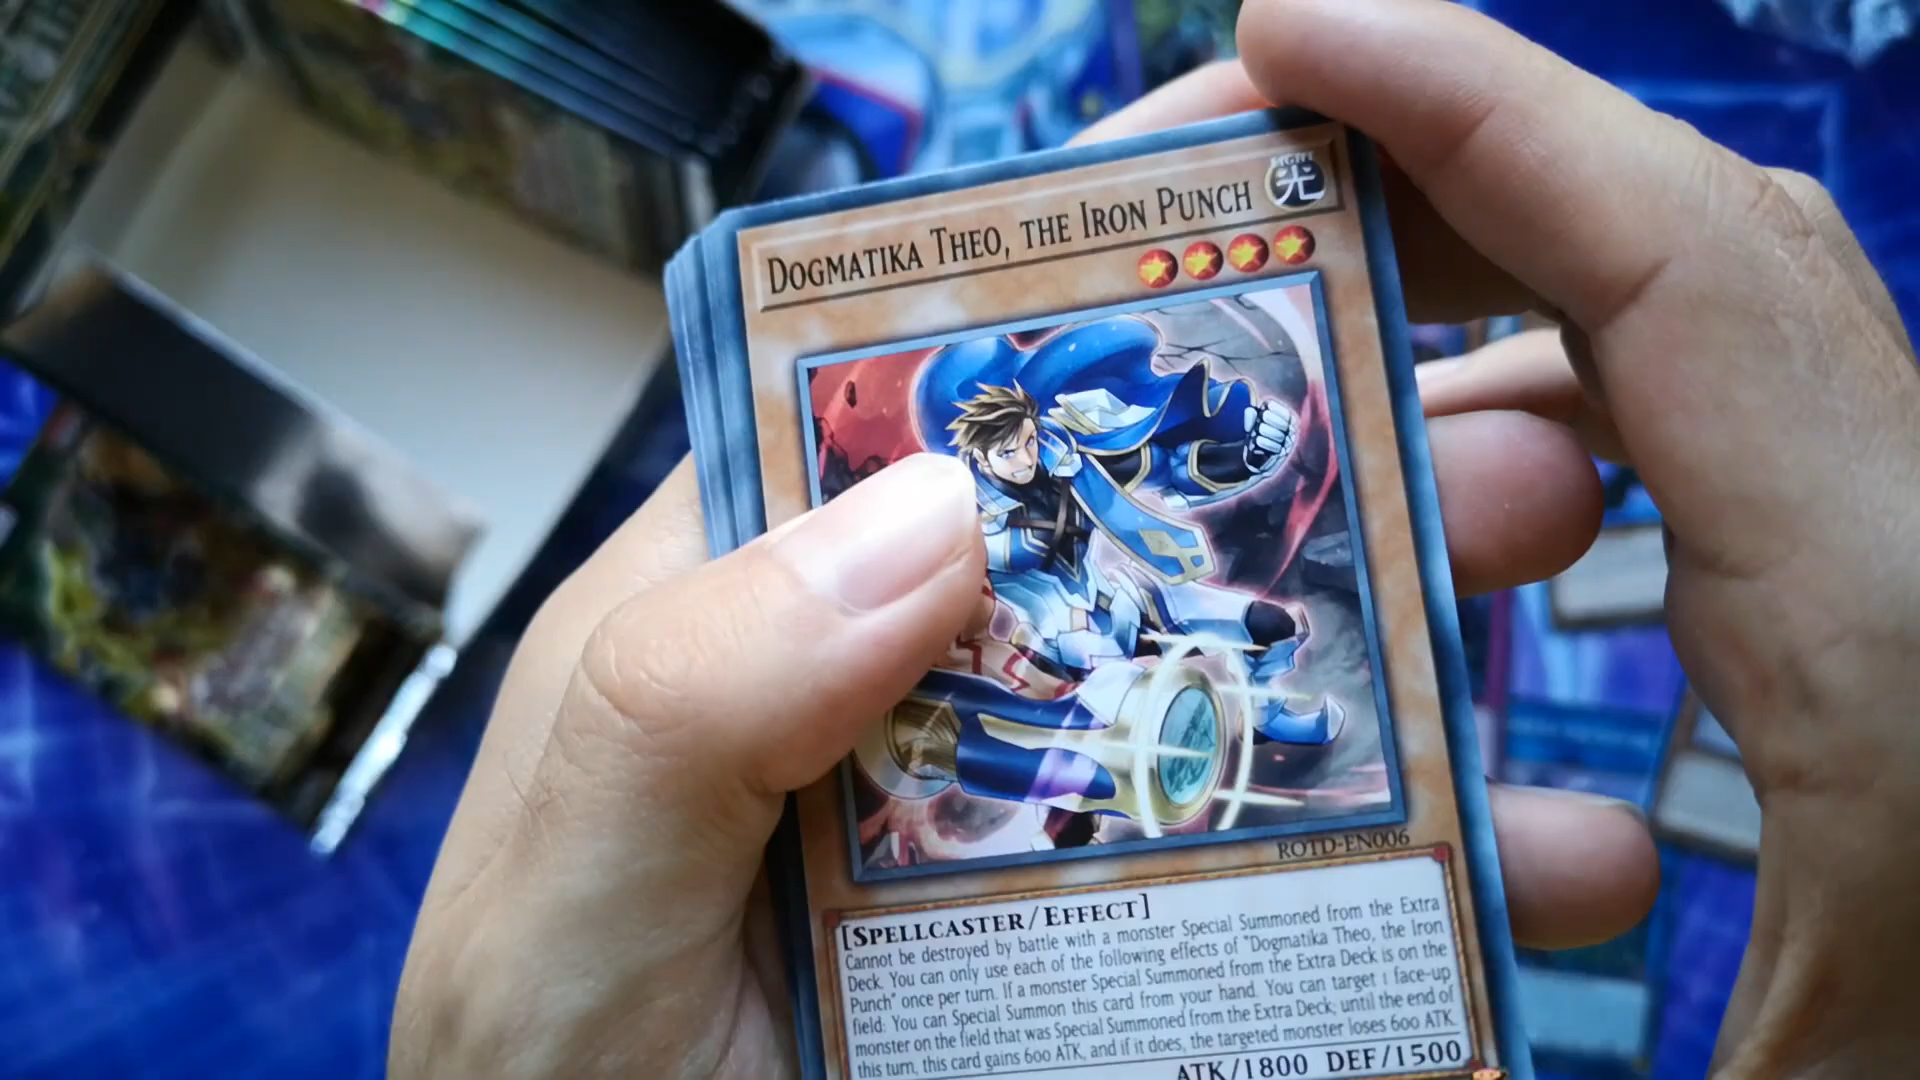 DOGMATIKA THEO, THE IRON PUNCH
LIGHT
光
ROTD-EN006
[SPELLCASTER/EFFECT]
Cannot be destroyed by battle with a monster Special Summoned from the Extra
Deck. You can only use each of the following effects of "Dogmatika Theo, the Iron
Punch" once per turn. If a monster Special Summoned from the Extra Deck is on the
field: You can Special Summon this card from your hand. You can target 1 face-up
monster on the field that was Special Summoned from the Extra Deck; until the end of
this turn, this card gains 600 ATK, and if it does, the targeted monster loses 600 ATK.
ATK/1800 DEF/1500